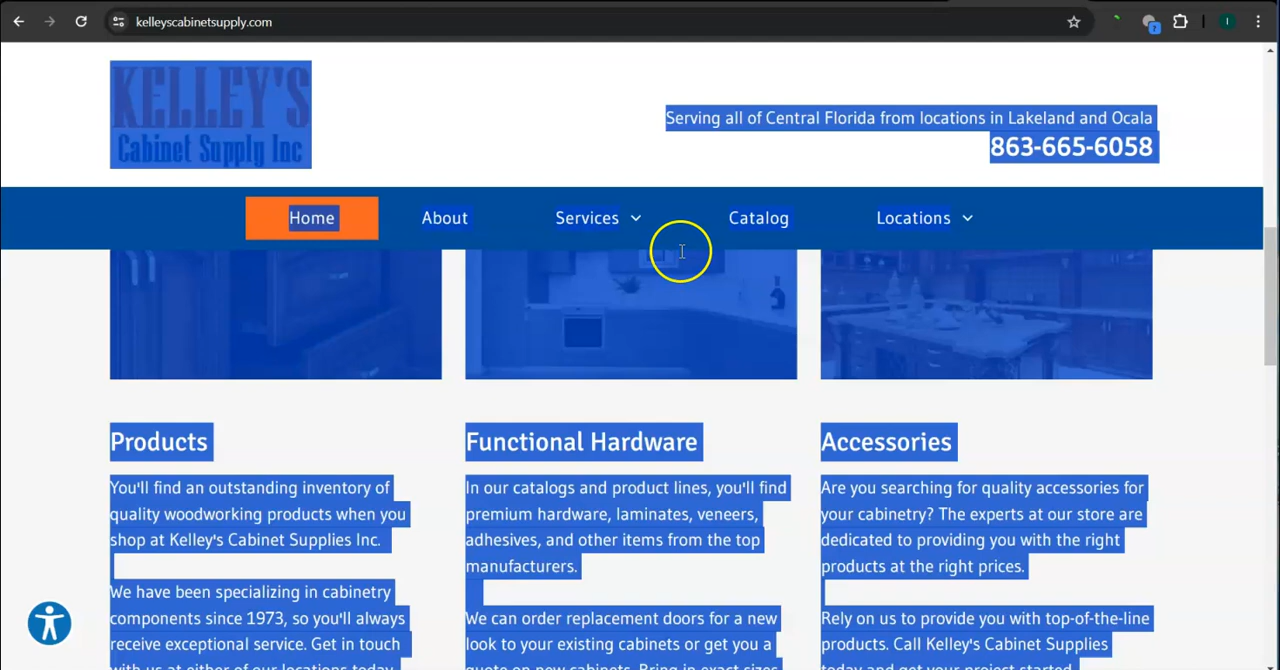 kelleyscabinetsupply.com
KELLEY'S
Cabinet Supply Inc
Serving all of Central Florida from locations in Lakeland and Ocala
863-665-6058
Home About Services Catalog Locations
Products
You'll find an outstanding inventory of
quality woodworking products when you
shop at Kelley's Cabinet Supplies Inc.
We have been specializing in cabinetry
components since 1973, so you'll always
receive exceptional service. Get in touch
with us at either of our locations today
Functional Hardware
In our catalogs and product lines, you'll find
premium hardware, laminates, veneers,
adhesives, and other items from the top
manufacturers.
We can order replacement doors for a new
look to your existing cabinets or get you a
quote on new cabinets. Bring in exact sizes
Accessories
Are you searching for quality accessories for
your cabinetry? The experts at our store are
dedicated to providing you with the right
products at the right prices.
Rely on us to provide you with top-of-the-line
products. Call Kelley's Cabinet Supplies
today and get your project started